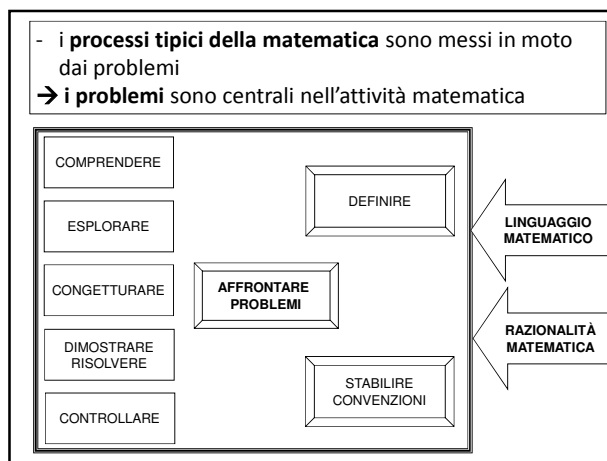 - i processi tipici della matematica sono messi in moto
dai problemi
➔ i problemi sono centrali nell'attività matematica
COMPRENDERE
ESPLORARE
CONGETTURARE
DIMOSTRARE
RISOLVERE
CONTROLLARE
AFFRONTARE
PROBLEMI
DEFINIRE
STABILIRE
CONVENZIONI
LINGUAGGIO
MATEMATICO
RAZIONALITÀ
MATEMATICA